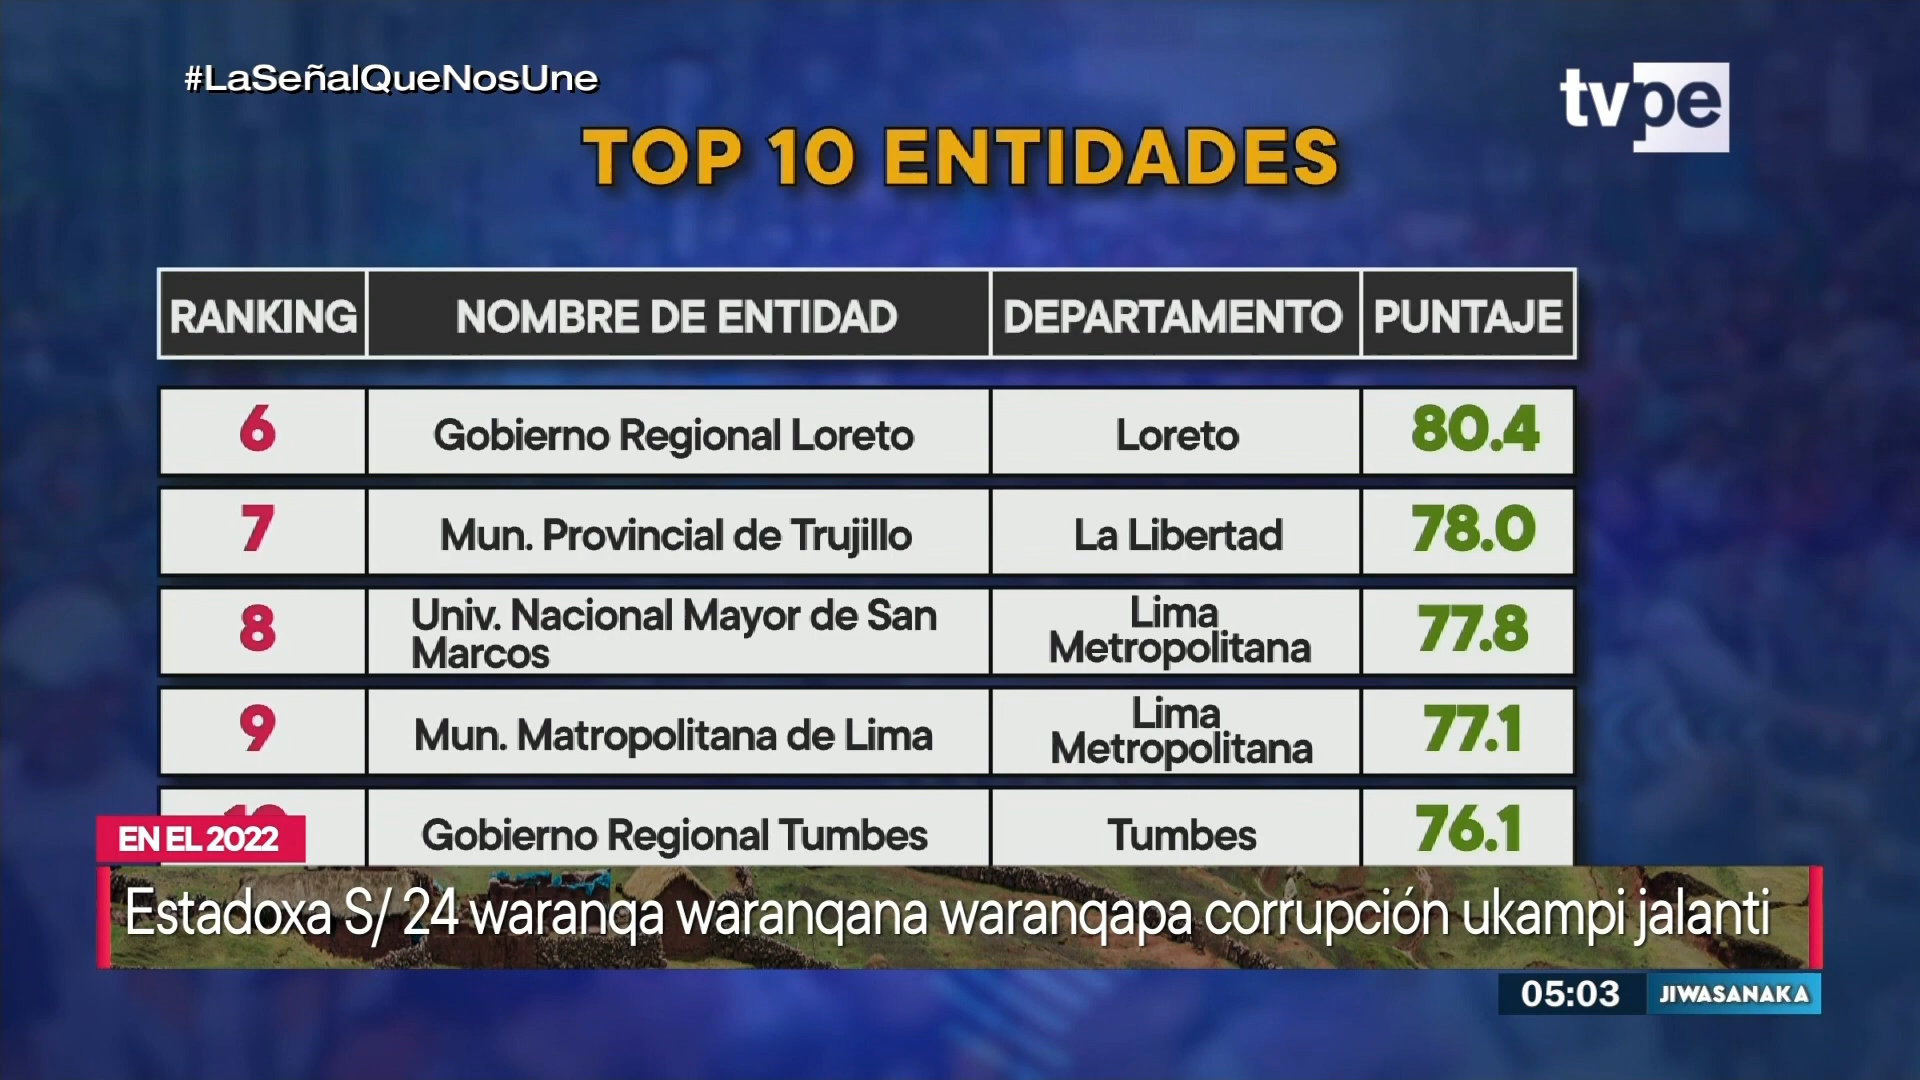 #LaSeñalQueNosUne
tvpe
TOP 10 ENTIDADES
RANKING NOMBRE DE ENTIDAD DEPARTAMENTO PUNTAJE
6 Gobierno Regional Loreto Loreto 80.4
7 Mun. Provincial de Trujillo La Libertad 78.0
8 Univ. Nacional Mayor de San Marcos Lima Metropolitana 77.8
9 Mun. Matropolitana de Lima Lima Metropolitana 77.1
10 Gobierno Regional Tumbes Tumbes 76.1
EN EL 2022
Estadoxa S/ 24 waranqa waranqana waranqapa corrupción ukampi jalanti
05:03 JIWASANAKA